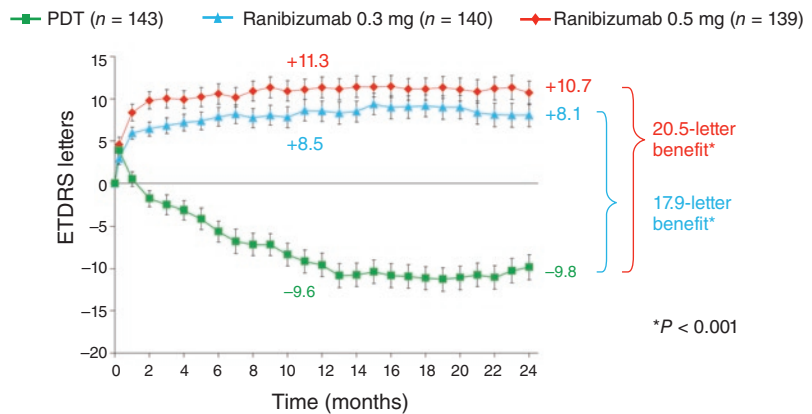 PDT (n = 143) Ranibizumab 0.3 mg (n = 140) Ranibizumab 0.5 mg (n = 139)
15
10
5
0
–5
–10
–15
–20
ETDRS letters
+11.3
+8.5
–9.6
+10.7
+8.1
–9.8
20.5-letter
benefit*
17.9-letter
benefit*
*P < 0.001
0 2 4 6 8 10 12 14 16 18 20 22 24
Time (months)